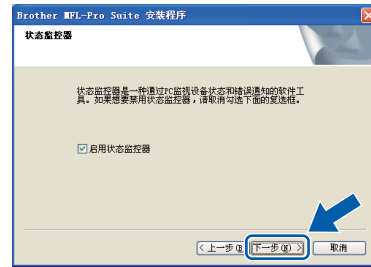 Brother MFL-Pro Suite 安装程序
状态监控器
状态监控器是一种通过PC监视设备状态和错误通知的软件工
具。如果想要禁用状态监控器，请取消勾选下面的复选框。
启用状态监控器
<上一步(B) 下一步(N) > 取消